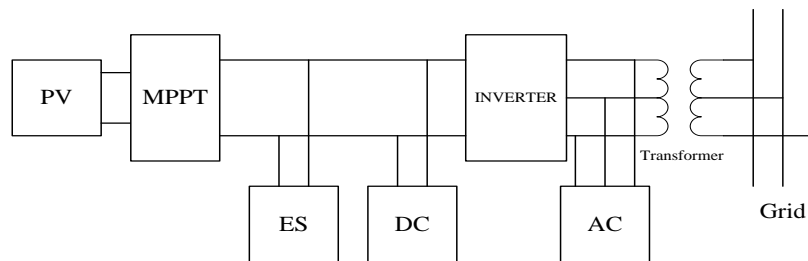 PV
MPPT
INVERTER
Transformer
ES
DC
AC
Grid